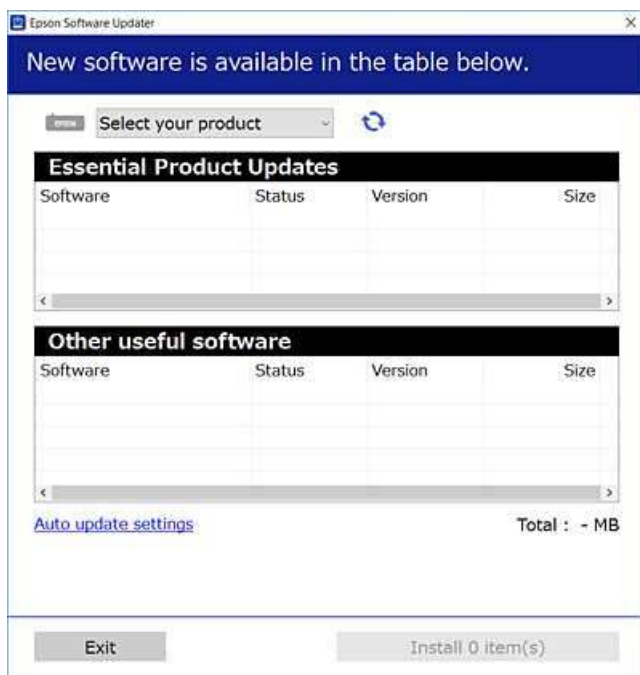 Epson Software Updater
New software is available in the table below.
Select your product
Essential Product Updates
Software Status Version Size
Other useful software
Software Status Version Size
Auto update settings Total : - MB
Exit Install 0 item(s)